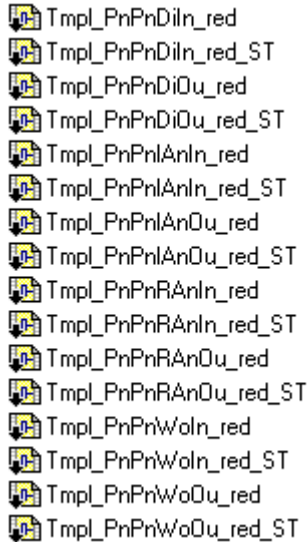 Tmpl_PnPnDiIn_red
Tmpl_PnPnDiIn_red_ST
Tmpl_PnPnDiOu_red
Tmpl_PnPnDiOu_red_ST
Tmpl_PnPnIAnIn_red
Tmpl_PnPnIAnIn_red_ST
Tmpl_PnPnIAnOu_red
Tmpl_PnPnIAnOu_red_ST
Tmpl_PnPnRAnIn_red
Tmpl_PnPnRAnIn_red_ST
Tmpl_PnPnRAnOu_red
Tmpl_PnPnRAnOu_red_ST
Tmpl_PnPnWoIn_red
Tmpl_PnPnWoIn_red_ST
Tmpl_PnPnWoOu_red
Tmpl_PnPnWoOu_red_ST